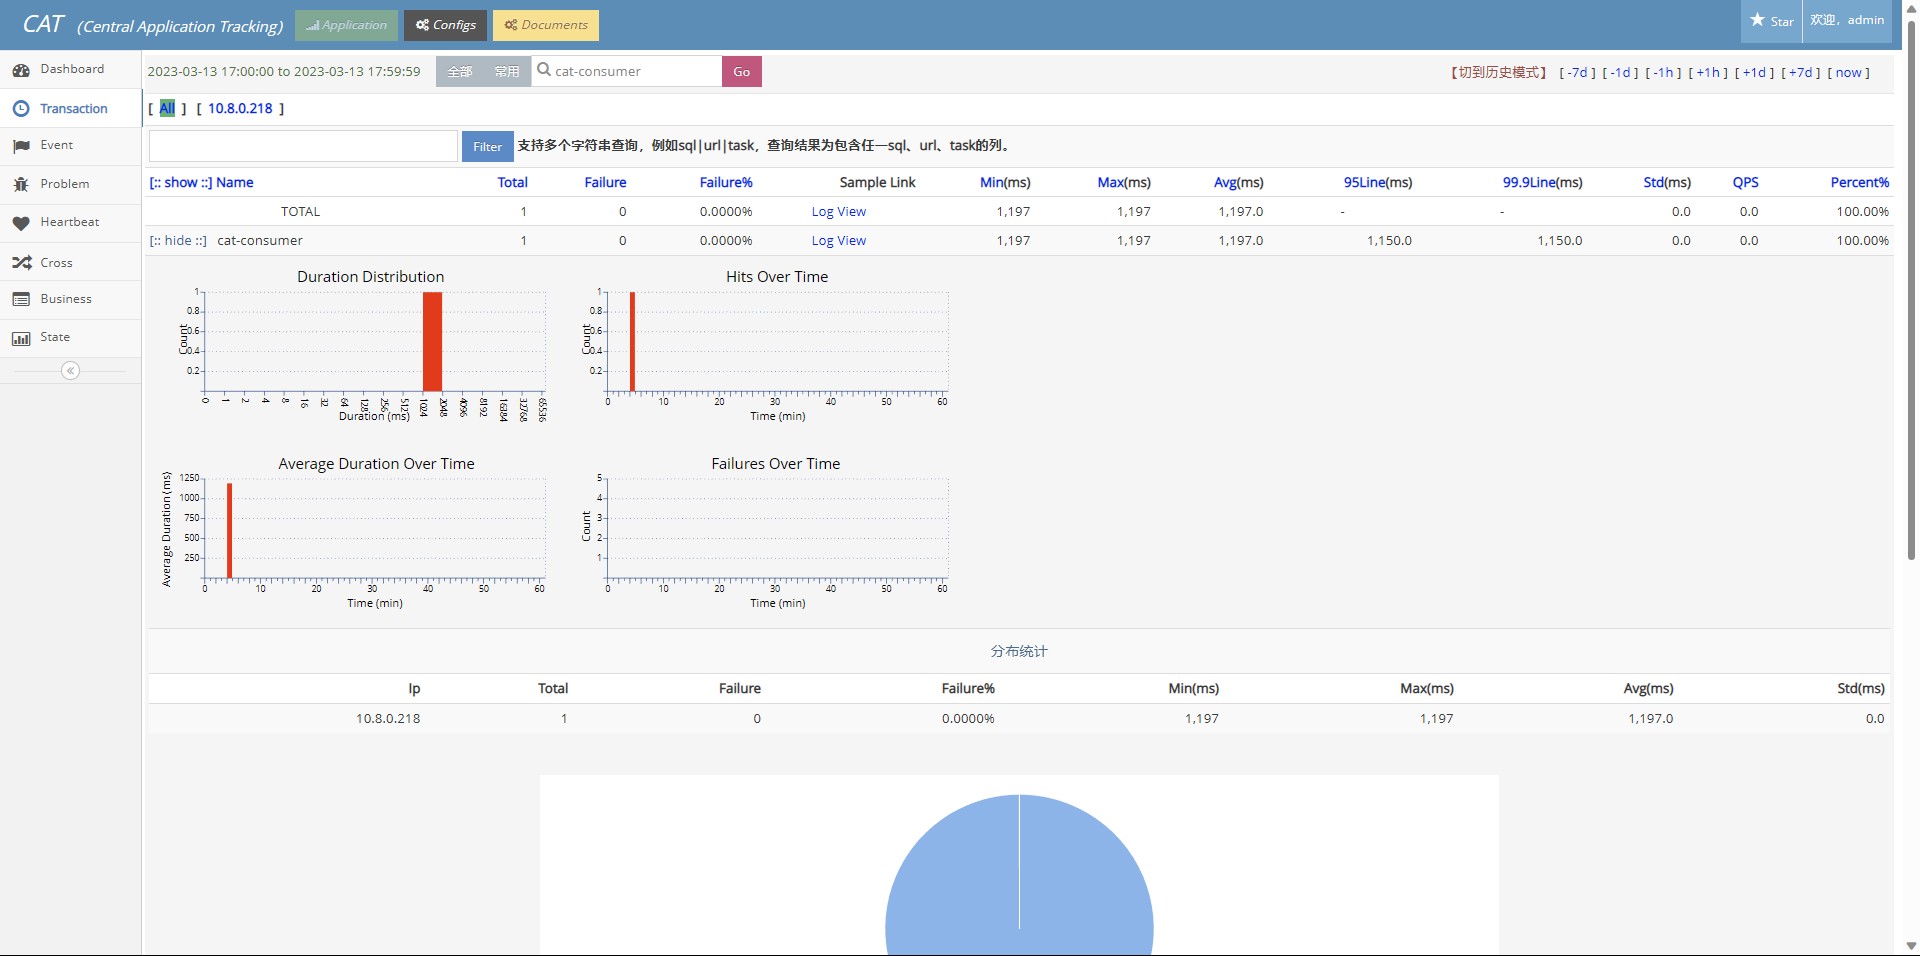 CAT (Central Application Tracking) Application Configs Documents Star 欢迎，admin
Dashboard
Transaction
Event
Problem
Heartbeat
Cross
Business
State
2023-03-13 17:00:00 to 2023-03-13 17:59:59 全部 常用 cat-consumer Go 【切到历史模式】 [ -7d ] [ -1d ] [ -1h ] [ +1h ] [ +1d ] [ +7d ] [ now ]
[ All ] [ 10.8.0.218 ]
Filter 支持多个字符串查询，例如sql|url|task，查询结果为包含任一sql、url、task的列。
[:: show ::] Name Total Failure Failure% Sample Link Min(ms) Max(ms) Avg(ms) 95Line(ms) 99.9Line(ms) Std(ms) QPS Percent%
TOTAL 1 0 0.0000% Log View 1,197 1,197 1,197.0 - - 0.0 0.0 100.00%
[:: hide ::] cat-consumer 1 0 0.0000% Log View 1,197 1,197 1,197.0 1,150.0 1,150.0 0.0 0.0 100.00%
Duration Distribution
Count
1
0.8
0.6
0.4
0.2
0 1 2 4 8 16 32 64 128 256 512 1024 2048 4096 8192 16384 32768 65536
Duration (ms)
Hits Over Time
Count
1
0.8
0.6
0.4
0.2
0 10 20 30 40 50 60
Time (min)
Average Duration Over Time
Average Duration (ms)
1250
1000
750
500
250
0 10 20 30 40 50 60
Time (min)
Failures Over Time
Count
5
4
3
2
1
0 10 20 30 40 50 60
Time (min)
分布统计
Ip Total Failure Failure% Min(ms) Max(ms) Avg(ms) Std(ms)
10.8.0.218 1 0 0.0000% 1,197 1,197 1,197.0 0.0